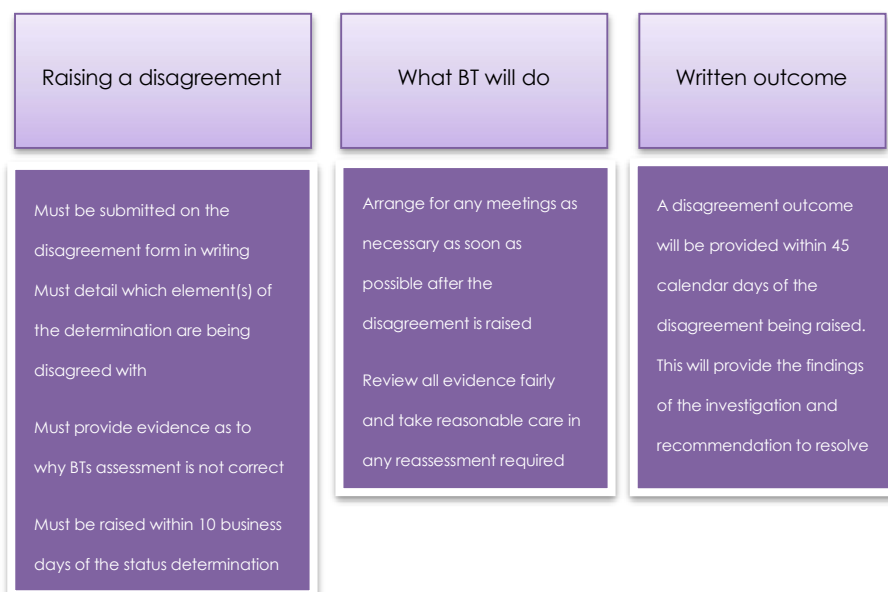 Raising a disagreement
Must be submitted on the
disagreement form in writing
Must detail which element(s) of
the determination are being
disagreed with
Must provide evidence as to
why BTs assessment is not correct
Must be raised within 10 business
days of the status determination
What BT will do
Arrange for any meetings as
necessary as soon as
possible after the
disagreement is raised
Review all evidence fairly
and take reasonable care in
any reassessment required
Written outcome
A disagreement outcome
will be provided within 45
calendar days of the
disagreement being raised.
This will provide the findings
of the investigation and
recommendation to resolve